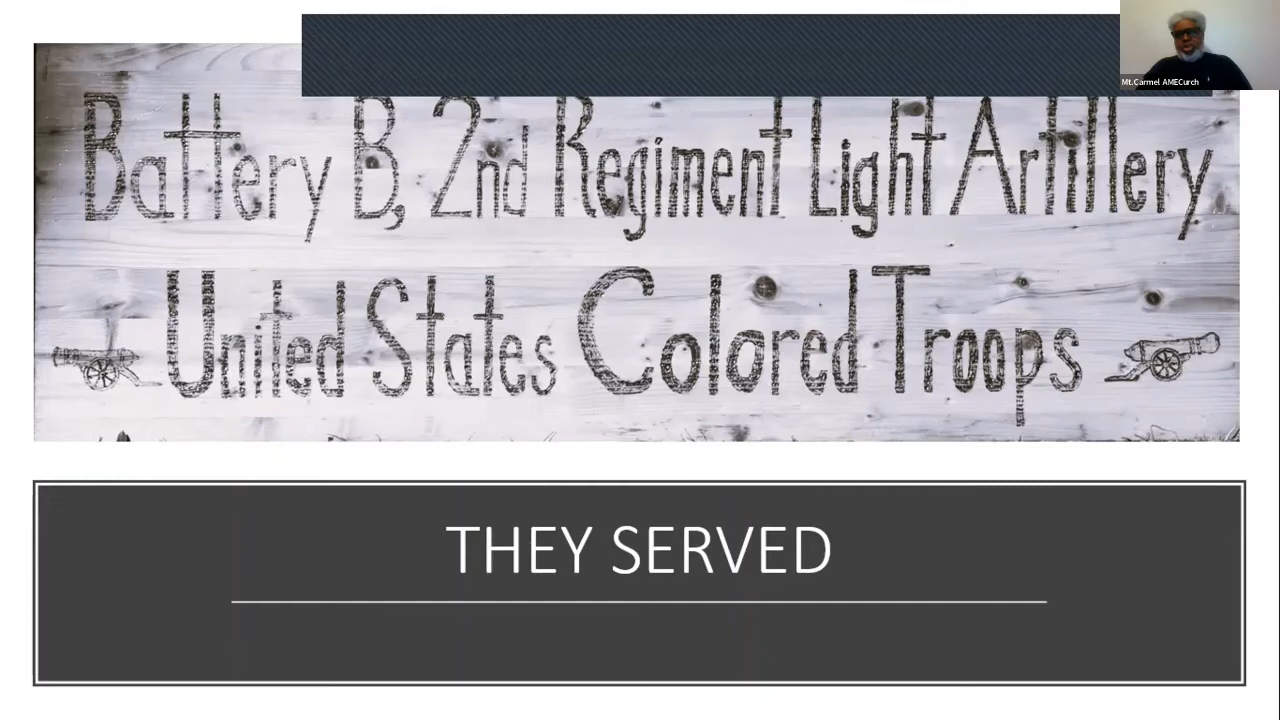 Mt.Carmel AMECurch
Battery B, 2nd Regiment Light Artillery
United States Colored Troops
THEY SERVED